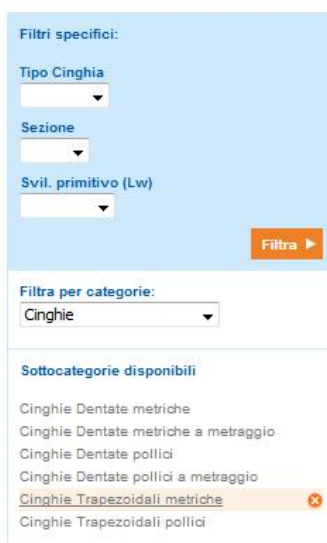 Filtri specifici:
Tipo Cinghia
Sezione
Svil. primitivo (Lw)
Filtra
Filtra per categorie:
Cinghie
Sottocategorie disponibili
Cinghie Dentate metriche
Cinghie Dentate metriche a metraggio
Cinghie Dentate pollici
Cinghie Dentate pollici a metraggio
Cinghie Trapezoidali metriche
Cinghie Trapezoidali pollici